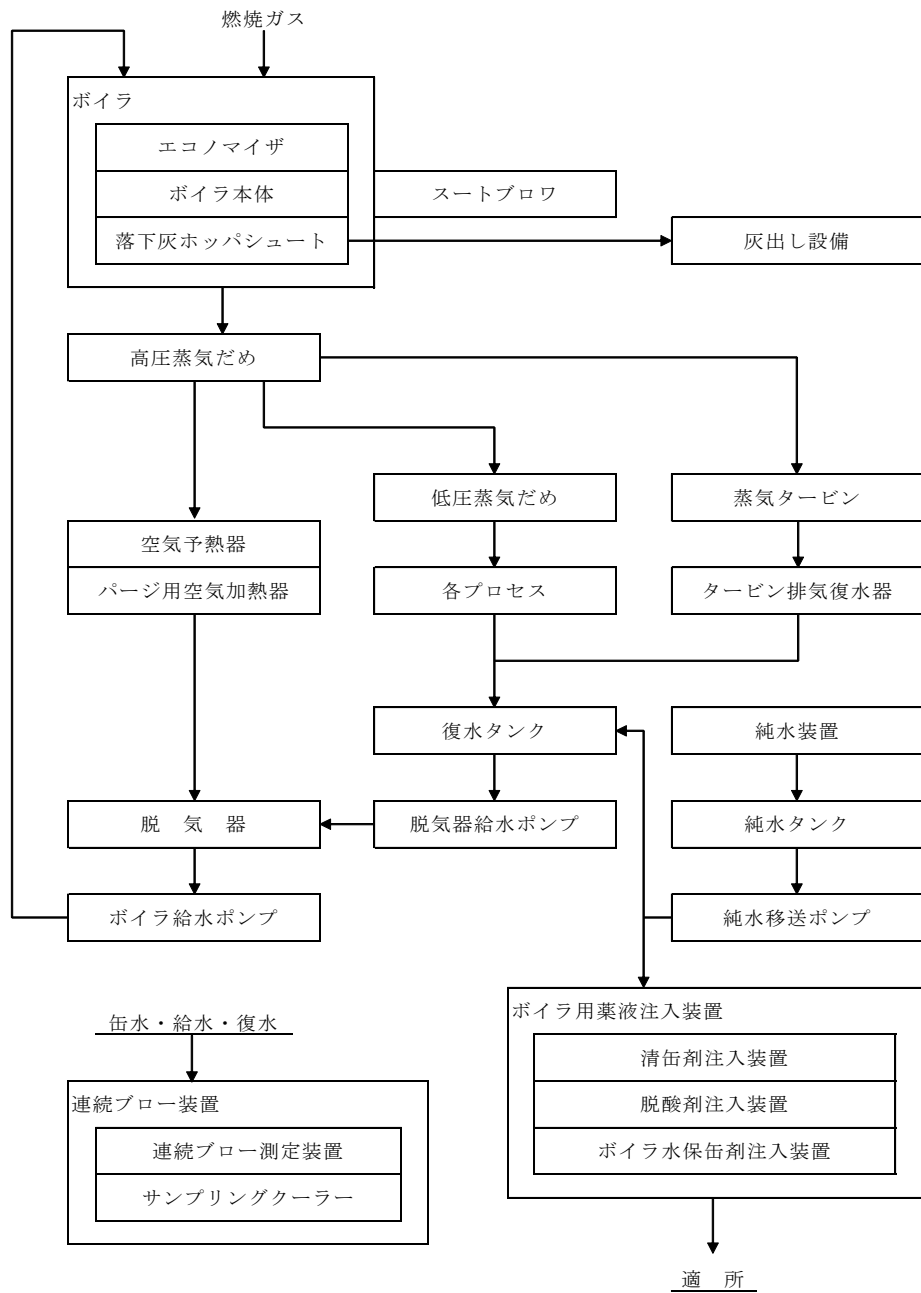 燃焼ガス
ボイラ
エコノマイザ
ボイラ本体
スートブロワ
落下灰ホッパシュート
灰出し設備
高圧蒸気だめ
低圧蒸気だめ
蒸気タービン
空気予熱器
パージ用空気加熱器
各プロセス
タービン排気復水器
復水タンク
純水装置
脱　気　器
脱気器給水ポンプ
純水タンク
ボイラ給水ポンプ
純水移送ポンプ
缶水・給水・復水
連続ブロー装置
連続ブロー測定装置
サンプリングクーラー
ボイラ用薬液注入装置
清缶剤注入装置
脱酸剤注入装置
ボイラ水保缶剤注入装置
適　所